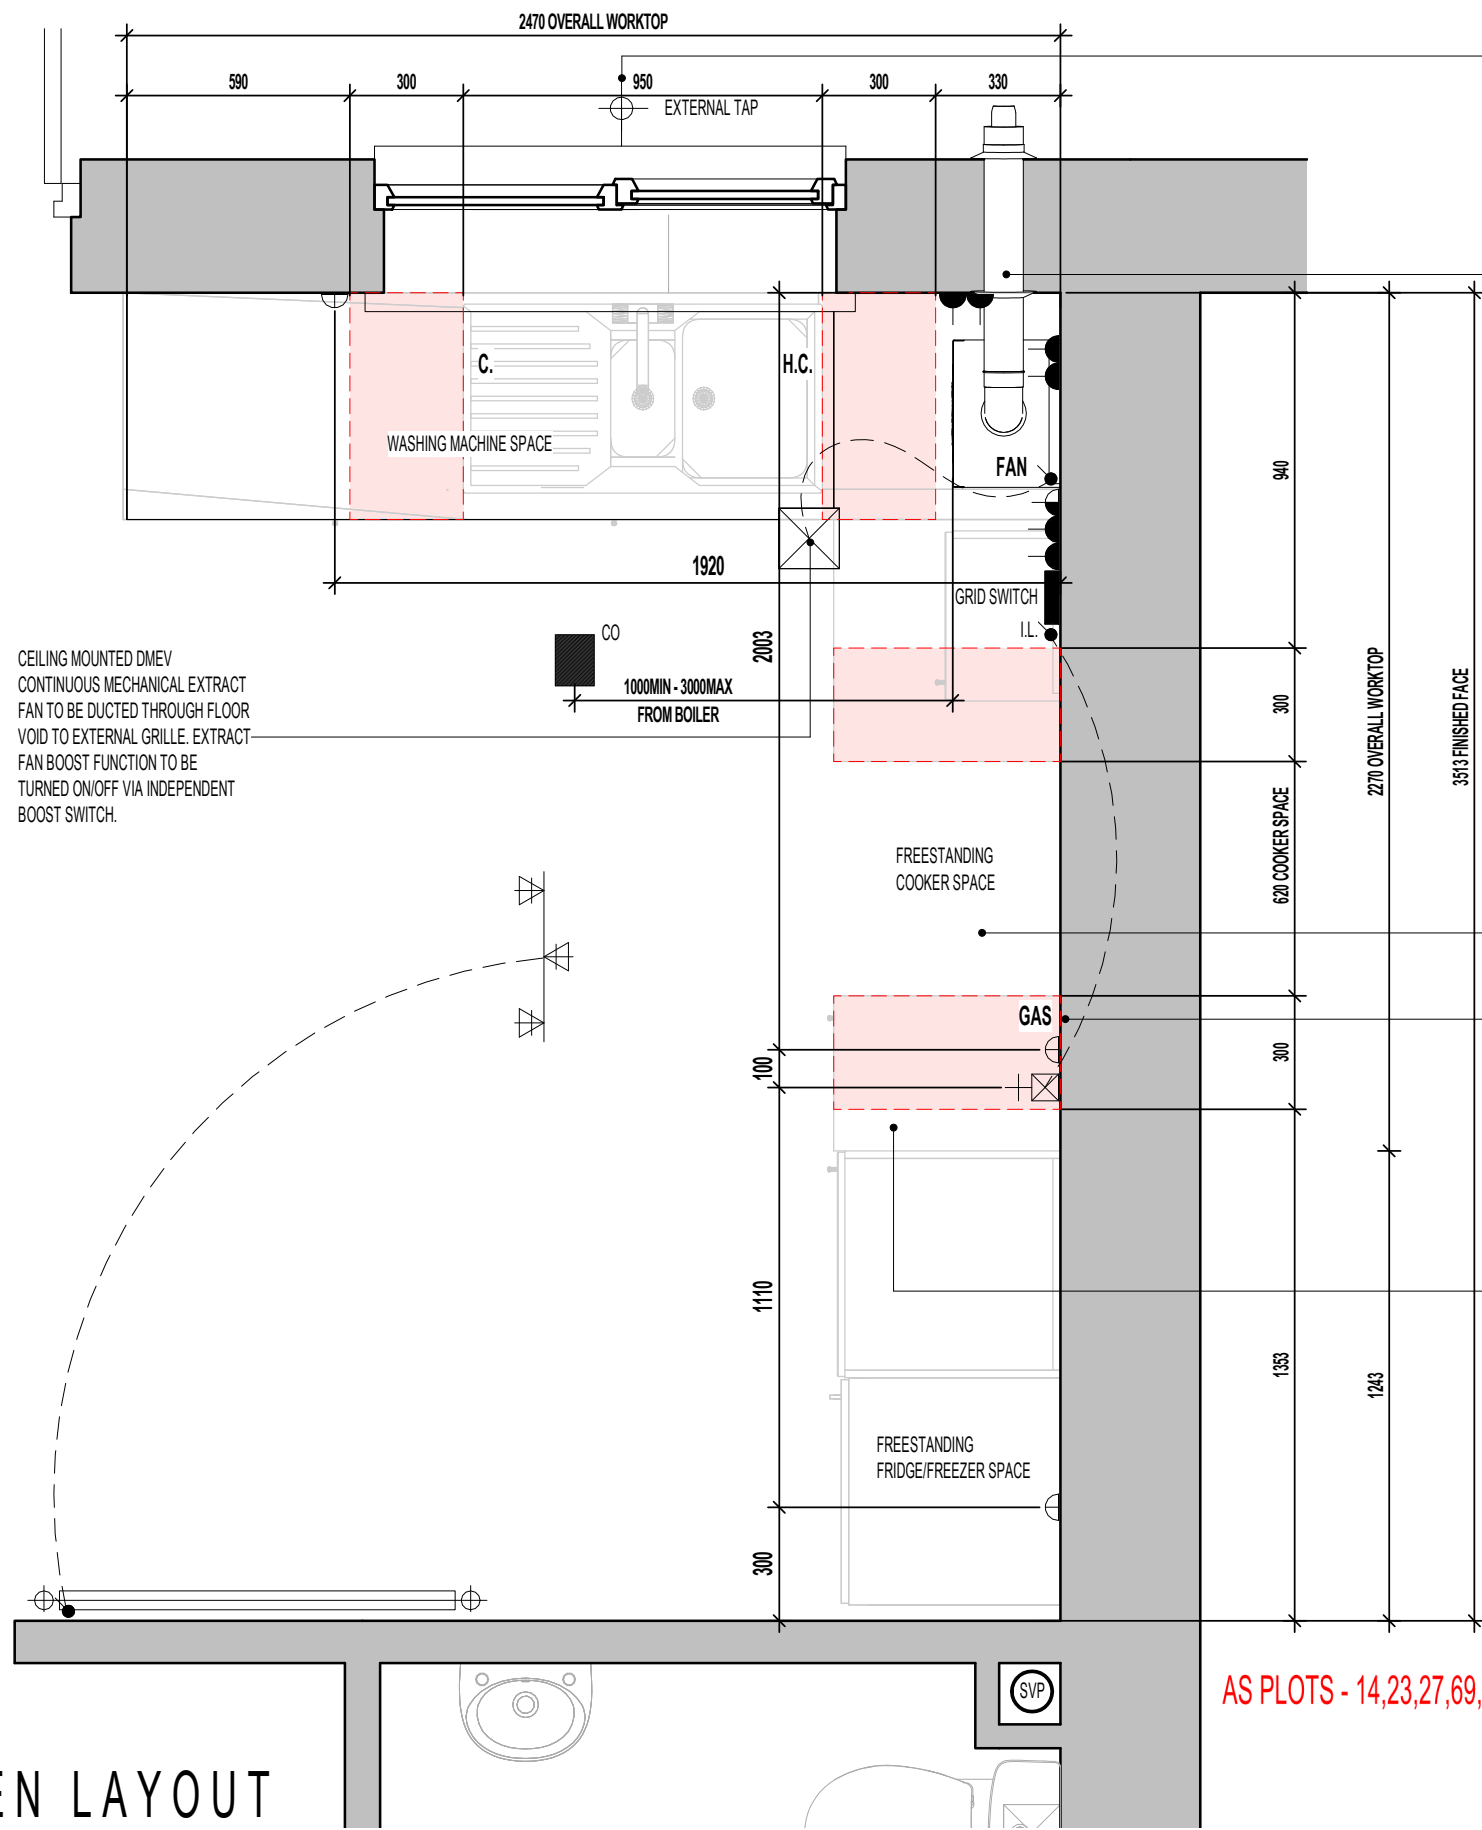 2470 OVERALL WORKTOP
590
300
950
300
330
EXTERNAL TAP
C.
H.C.
WASHING MACHINE SPACE
FAN
940
1920
GRID SWITCH
I.L.
CO
2003
1000MIN - 3000MAX
FROM BOILER
CEILING MOUNTED DMEV
CONTINUOUS MECHANICAL EXTRACT
FAN TO BE DUCTED THROUGH FLOOR
VOID TO EXTERNAL GRILLE. EXTRACT
FAN BOOST FUNCTION TO BE
TURNED ON/OFF VIA INDEPENDENT
BOOST SWITCH.
300
2270 OVERALL WORKTOP
3513 FINISHED FACE
620 COOKER SPACE
FREESTANDING
COOKER SPACE
GAS
100
300
1110
1353
1243
FREESTANDING
FRIDGE/FREEZER SPACE
300
SVP
AS PLOTS - 14,23,27,69,
EN LAYOUT